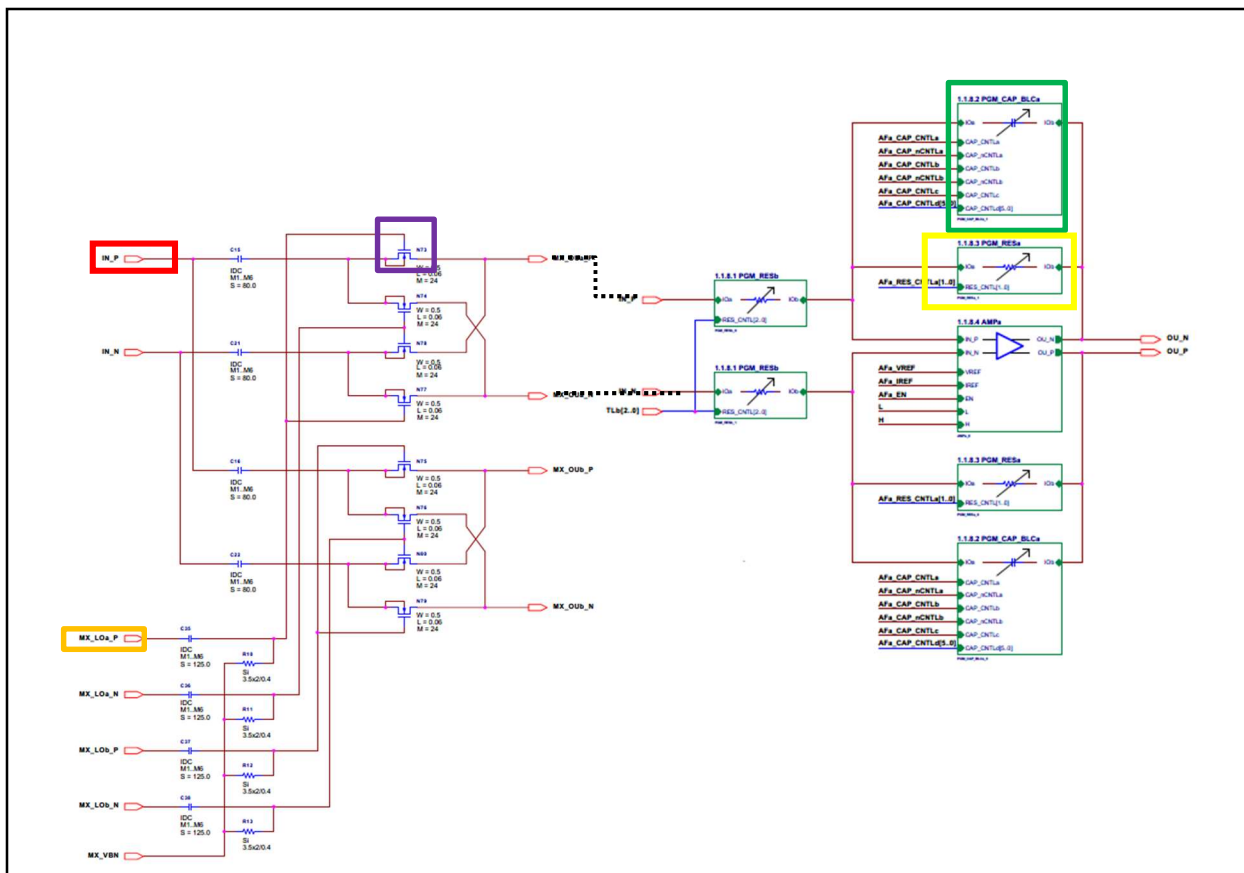 1.1.8.2 PGM_CAP_BLCa
IOa
IOb
AFa_CAP_CNTLa
CAP_CNTLa
AFa_CAP_nCNTLa
CAP_nCNTLa
AFa_CAP_CNTLb
CAP_CNTLb
AFa_CAP_nCNTLb
CAP_nCNTLb
AFa_CAP_CNTLc
CAP_CNTLc
AFa_CAP_CNTLd[5..0]
CAP_CNTLd[5..0]
1.1.8.3 PGM_RESa
IOa
IOb
AFa_RES_CNTLa[1..0]
RES_CNTL[1..0]
IN_P
C15
IDC
M1..M6
S = 80.0
N73
W = 0.5
L = 0.06
M = 24
N74
W = 0.5
L = 0.06
M = 24
IN_N
C21
IDC
M1..M6
S = 80.0
N78
N77
W = 0.5
L = 0.06
M = 24
MX_OUa_N
1.1.8.1 PGM_RESb
IN_P
IOa
IOb
RES_CNTL[2..0]
1.1.8.1 PGM_RESb
IN_N
IOa
IOb
TLb[2..0]
RES_CNTL[2..0]
1.1.8.4 AMPa
IN_P
OU_N
IN_N
OU_P
AFa_VREF
VREF
AFa_IREF
IREF
AFa_EN
EN
L
L
H
H
OU_N
OU_P
C16
IDC
M1..M6
S = 80.0
N75
W = 0.5
L = 0.06
M = 24
MX_OUb_P
N76
W = 0.5
L = 0.06
M = 24
C22
IDC
M1..M6
S = 80.0
W = 0.5
L = 0.06
M = 24
N79
W = 0.5
L = 0.06
M = 24
MX_OUb_N
1.1.8.3 PGM_RESa
IOa
IOb
AFa_RES_CNTLa[1..0]
RES_CNTL[1..0]
1.1.8.2 PGM_CAP_BLCa
IOa
IOb
AFa_CAP_CNTLa
CAP_CNTLa
AFa_CAP_nCNTLa
CAP_nCNTLa
AFa_CAP_CNTLb
CAP_CNTLb
AFa_CAP_nCNTLb
CAP_nCNTLb
AFa_CAP_CNTLc
CAP_CNTLc
AFa_CAP_CNTLd[5..0]
CAP_CNTLd[5..0]
MX_LOa_P
C35
IDC
M1..M6
S = 125.0
R10
Si
3.5x2/0.4
MX_LOa_N
C36
IDC
M1..M6
S = 125.0
R11
Si
3.5x2/0.4
MX_LOb_P
C37
IDC
M1..M6
S = 125.0
R12
Si
3.5x2/0.4
MX_LOb_N
C38
IDC
M1..M6
S = 125.0
R13
Si
3.5x2/0.4
MX_VBN